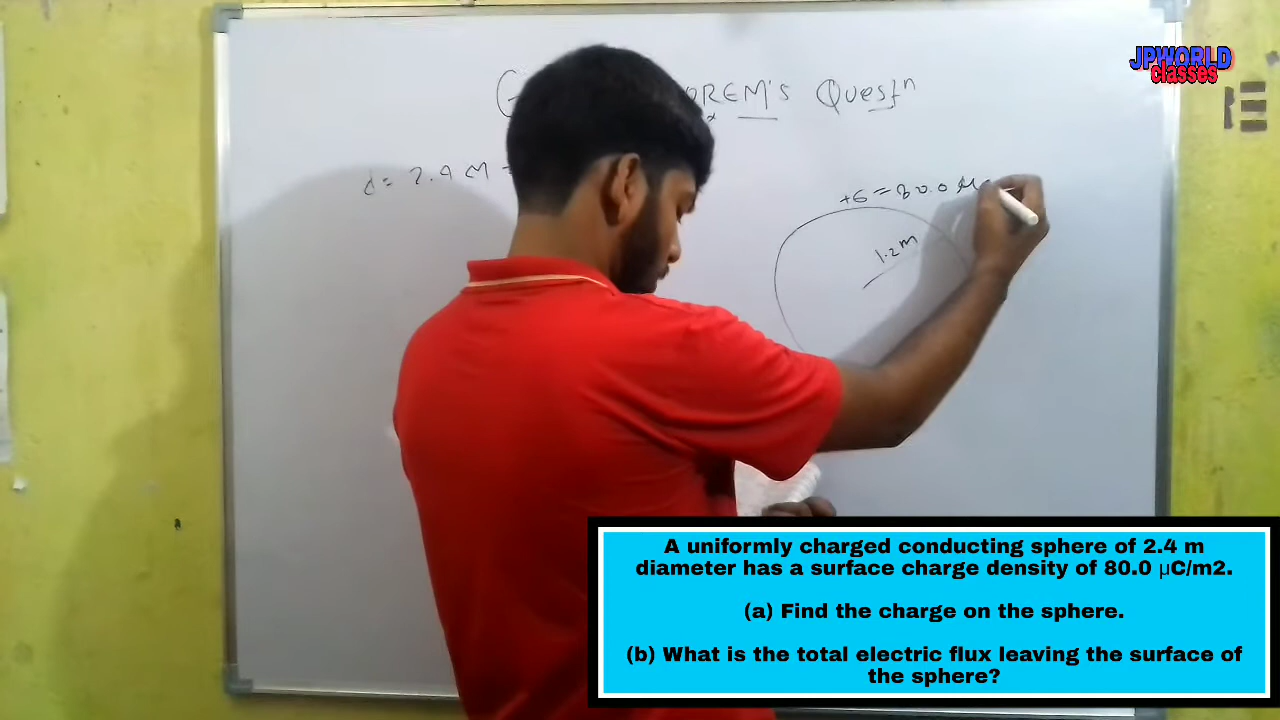 JPWORLD
classes
OREM's Questn
d = 2.4 M
+σ = 80.0 μ
1.2m
A uniformly charged conducting sphere of 2.4 m
diameter has a surface charge density of 80.0 μC/m2.
(a) Find the charge on the sphere.
(b) What is the total electric flux leaving the surface of
the sphere?